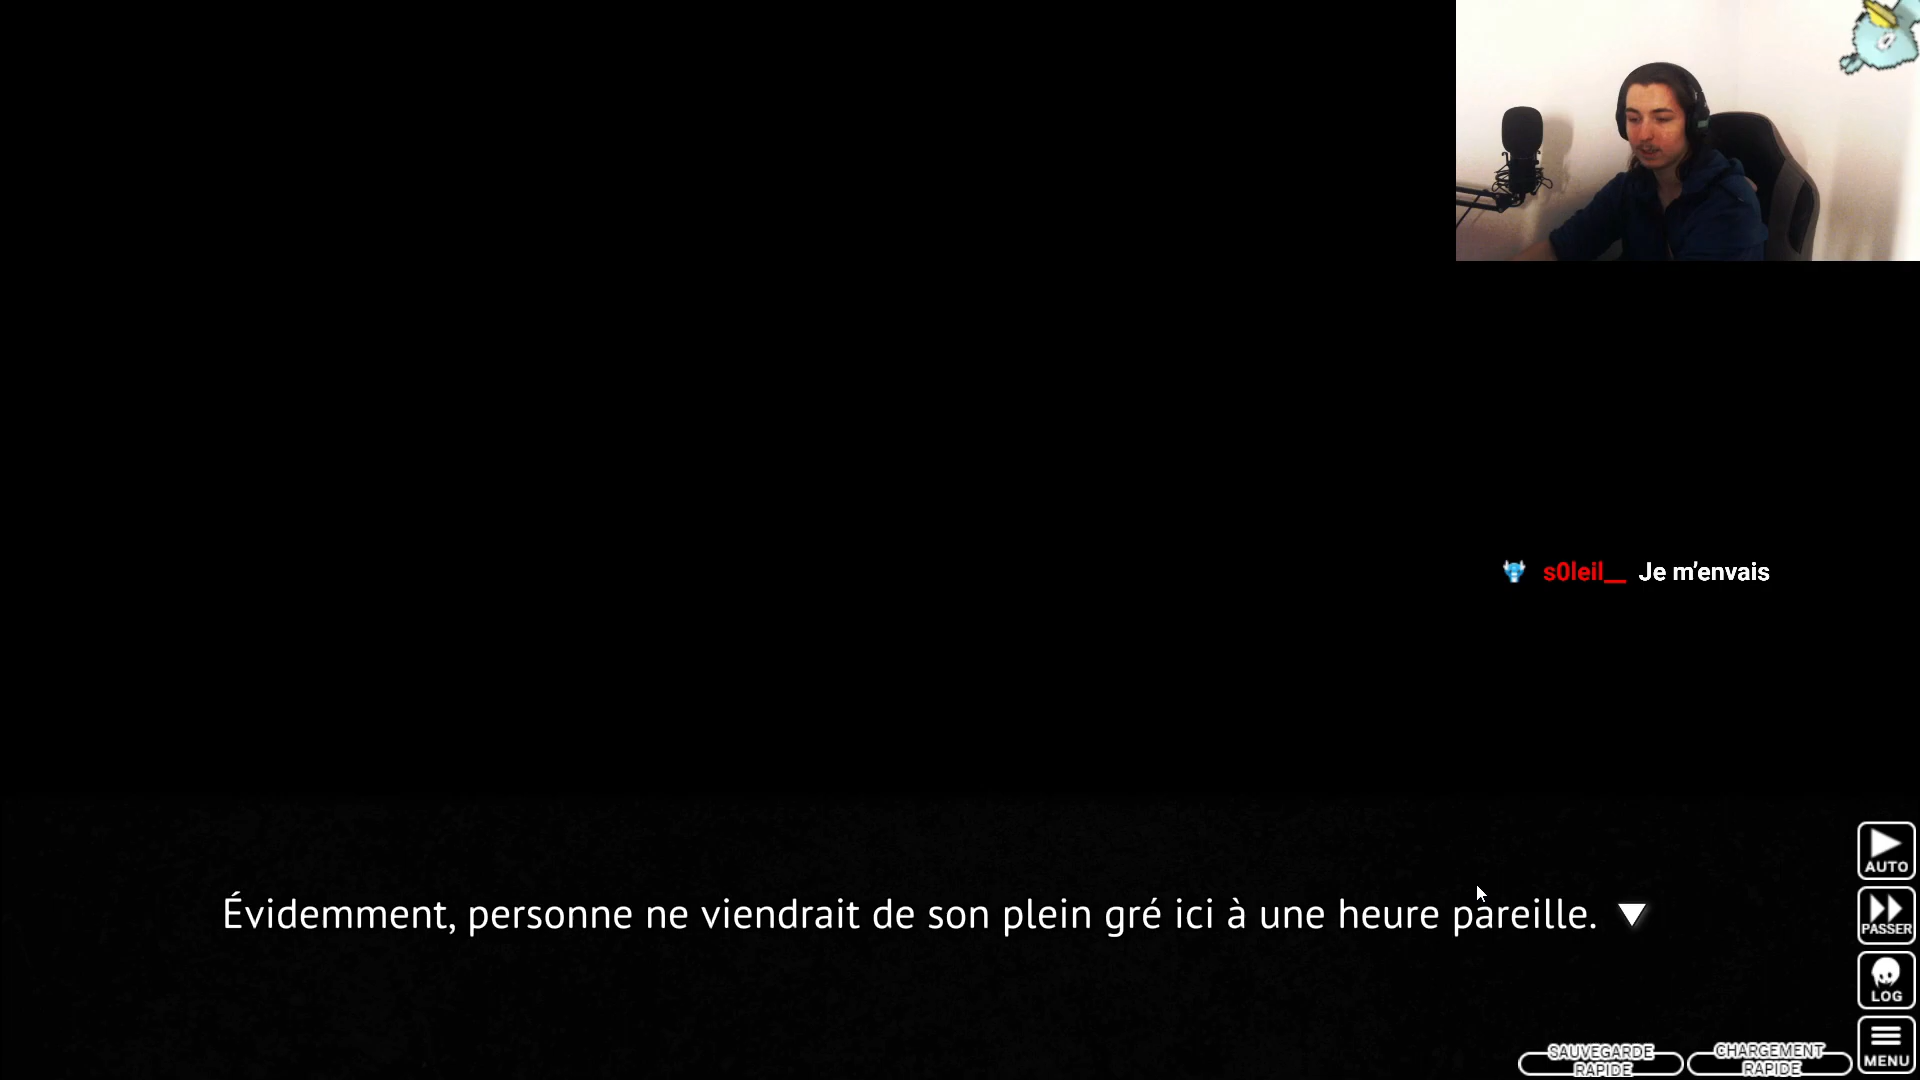 s0leil__ Je m'envais
Évidemment, personne ne viendrait de son plein gré ici à une heure pareille.
AUTO
PASSER
LOG
MENU
SAUVEGARDE
RAPIDE
CHARGEMENT
RAPIDE